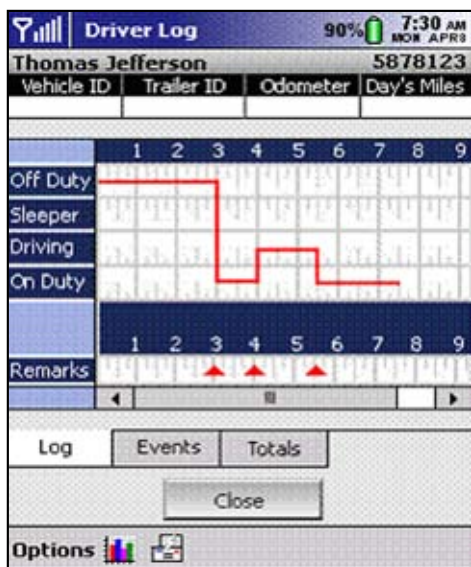 Driver Log 90% 7:30 AM
MON APR8
Thomas Jefferson 5878123
Vehicle ID Trailer ID Odometer Day's Miles
1 2 3 4 5 6 7 8 9
Off Duty
Sleeper
Driving
On Duty
1 2 3 4 5 6 7 8 9
Remarks
Log Events Totals
Close
Options